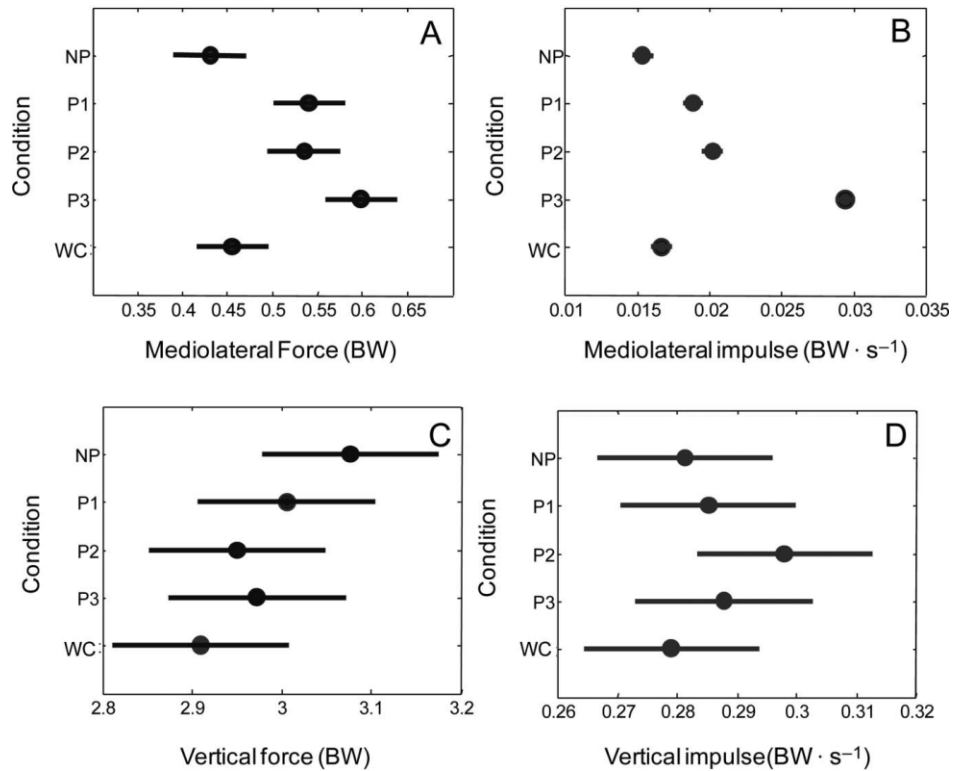 A
Condition
NP
P1
P2
P3
WC
0.35 0.4 0.45 0.5 0.55 0.6 0.65
Mediolateral Force (BW)
B
Condition
NP
P1
P2
P3
WC
0.01 0.015 0.02 0.025 0.03 0.035
Mediolateral impulse (BW · s⁻¹)
C
Condition
NP
P1
P2
P3
WC
2.8 2.9 3 3.1 3.2
Vertical force (BW)
D
Condition
NP
P1
P2
P3
WC
0.26 0.27 0.28 0.29 0.3 0.31 0.32
Vertical impulse(BW · s⁻¹)